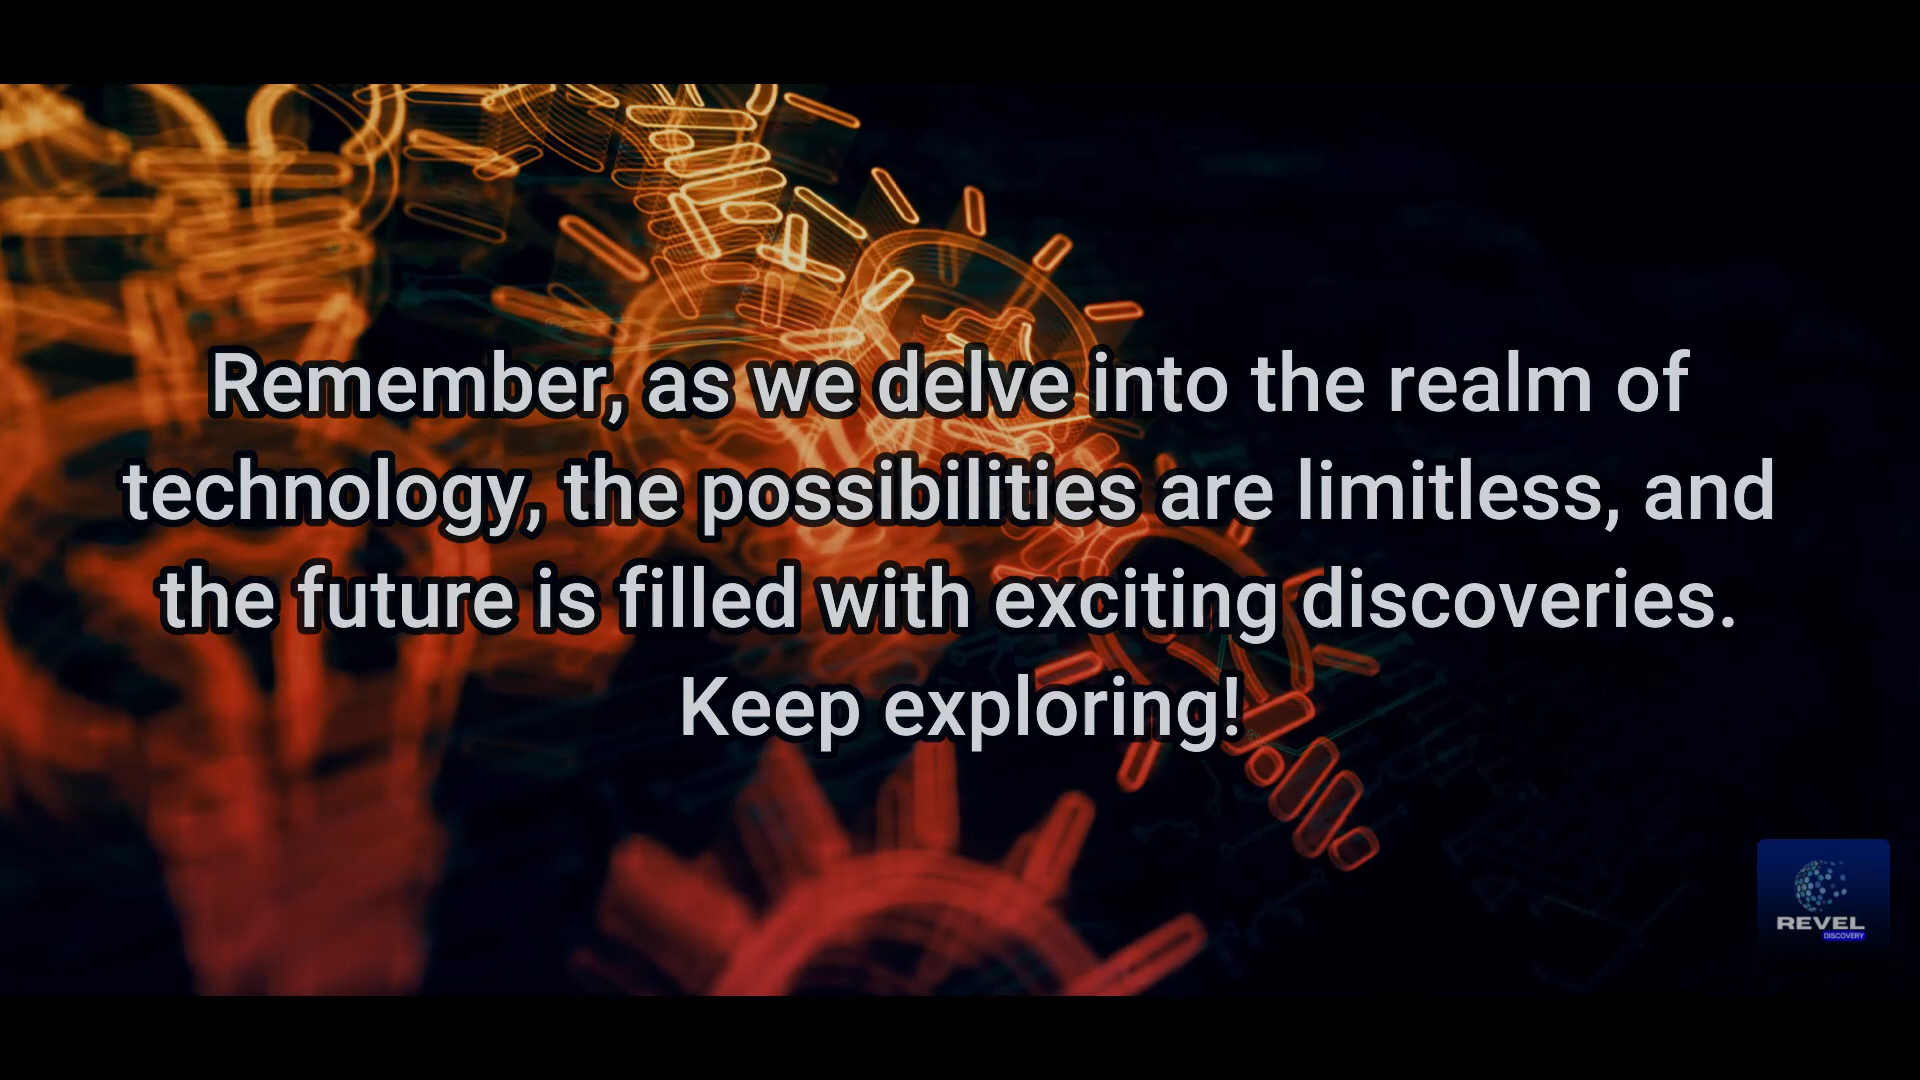 Remember, as we delve into the realm of
technology, the possibilities are limitless, and
the future is filled with exciting discoveries.
Keep exploring!
REVEL
DISCOVERY